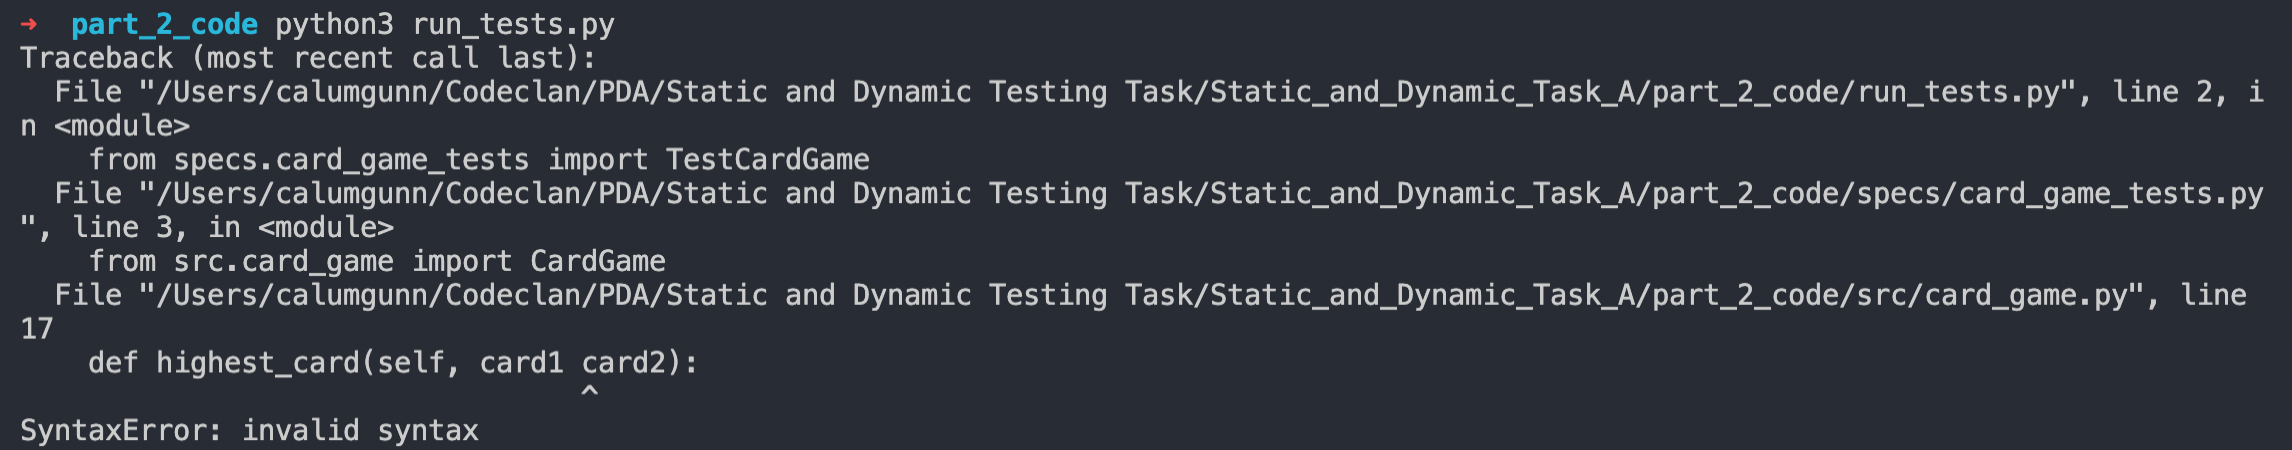 ➜  part_2_code python3 run_tests.py
Traceback (most recent call last):
  File "/Users/calumgunn/Codeclan/PDA/Static and Dynamic Testing Task/Static_and_Dynamic_Task_A/part_2_code/run_tests.py", line 2, i
n <module>
    from specs.card_game_tests import TestCardGame
  File "/Users/calumgunn/Codeclan/PDA/Static and Dynamic Testing Task/Static_and_Dynamic_Task_A/part_2_code/specs/card_game_tests.py
", line 3, in <module>
    from src.card_game import CardGame
  File "/Users/calumgunn/Codeclan/PDA/Static and Dynamic Testing Task/Static_and_Dynamic_Task_A/part_2_code/src/card_game.py", line
17
    def highest_card(self, card1 card2):
                                 ^
SyntaxError: invalid syntax